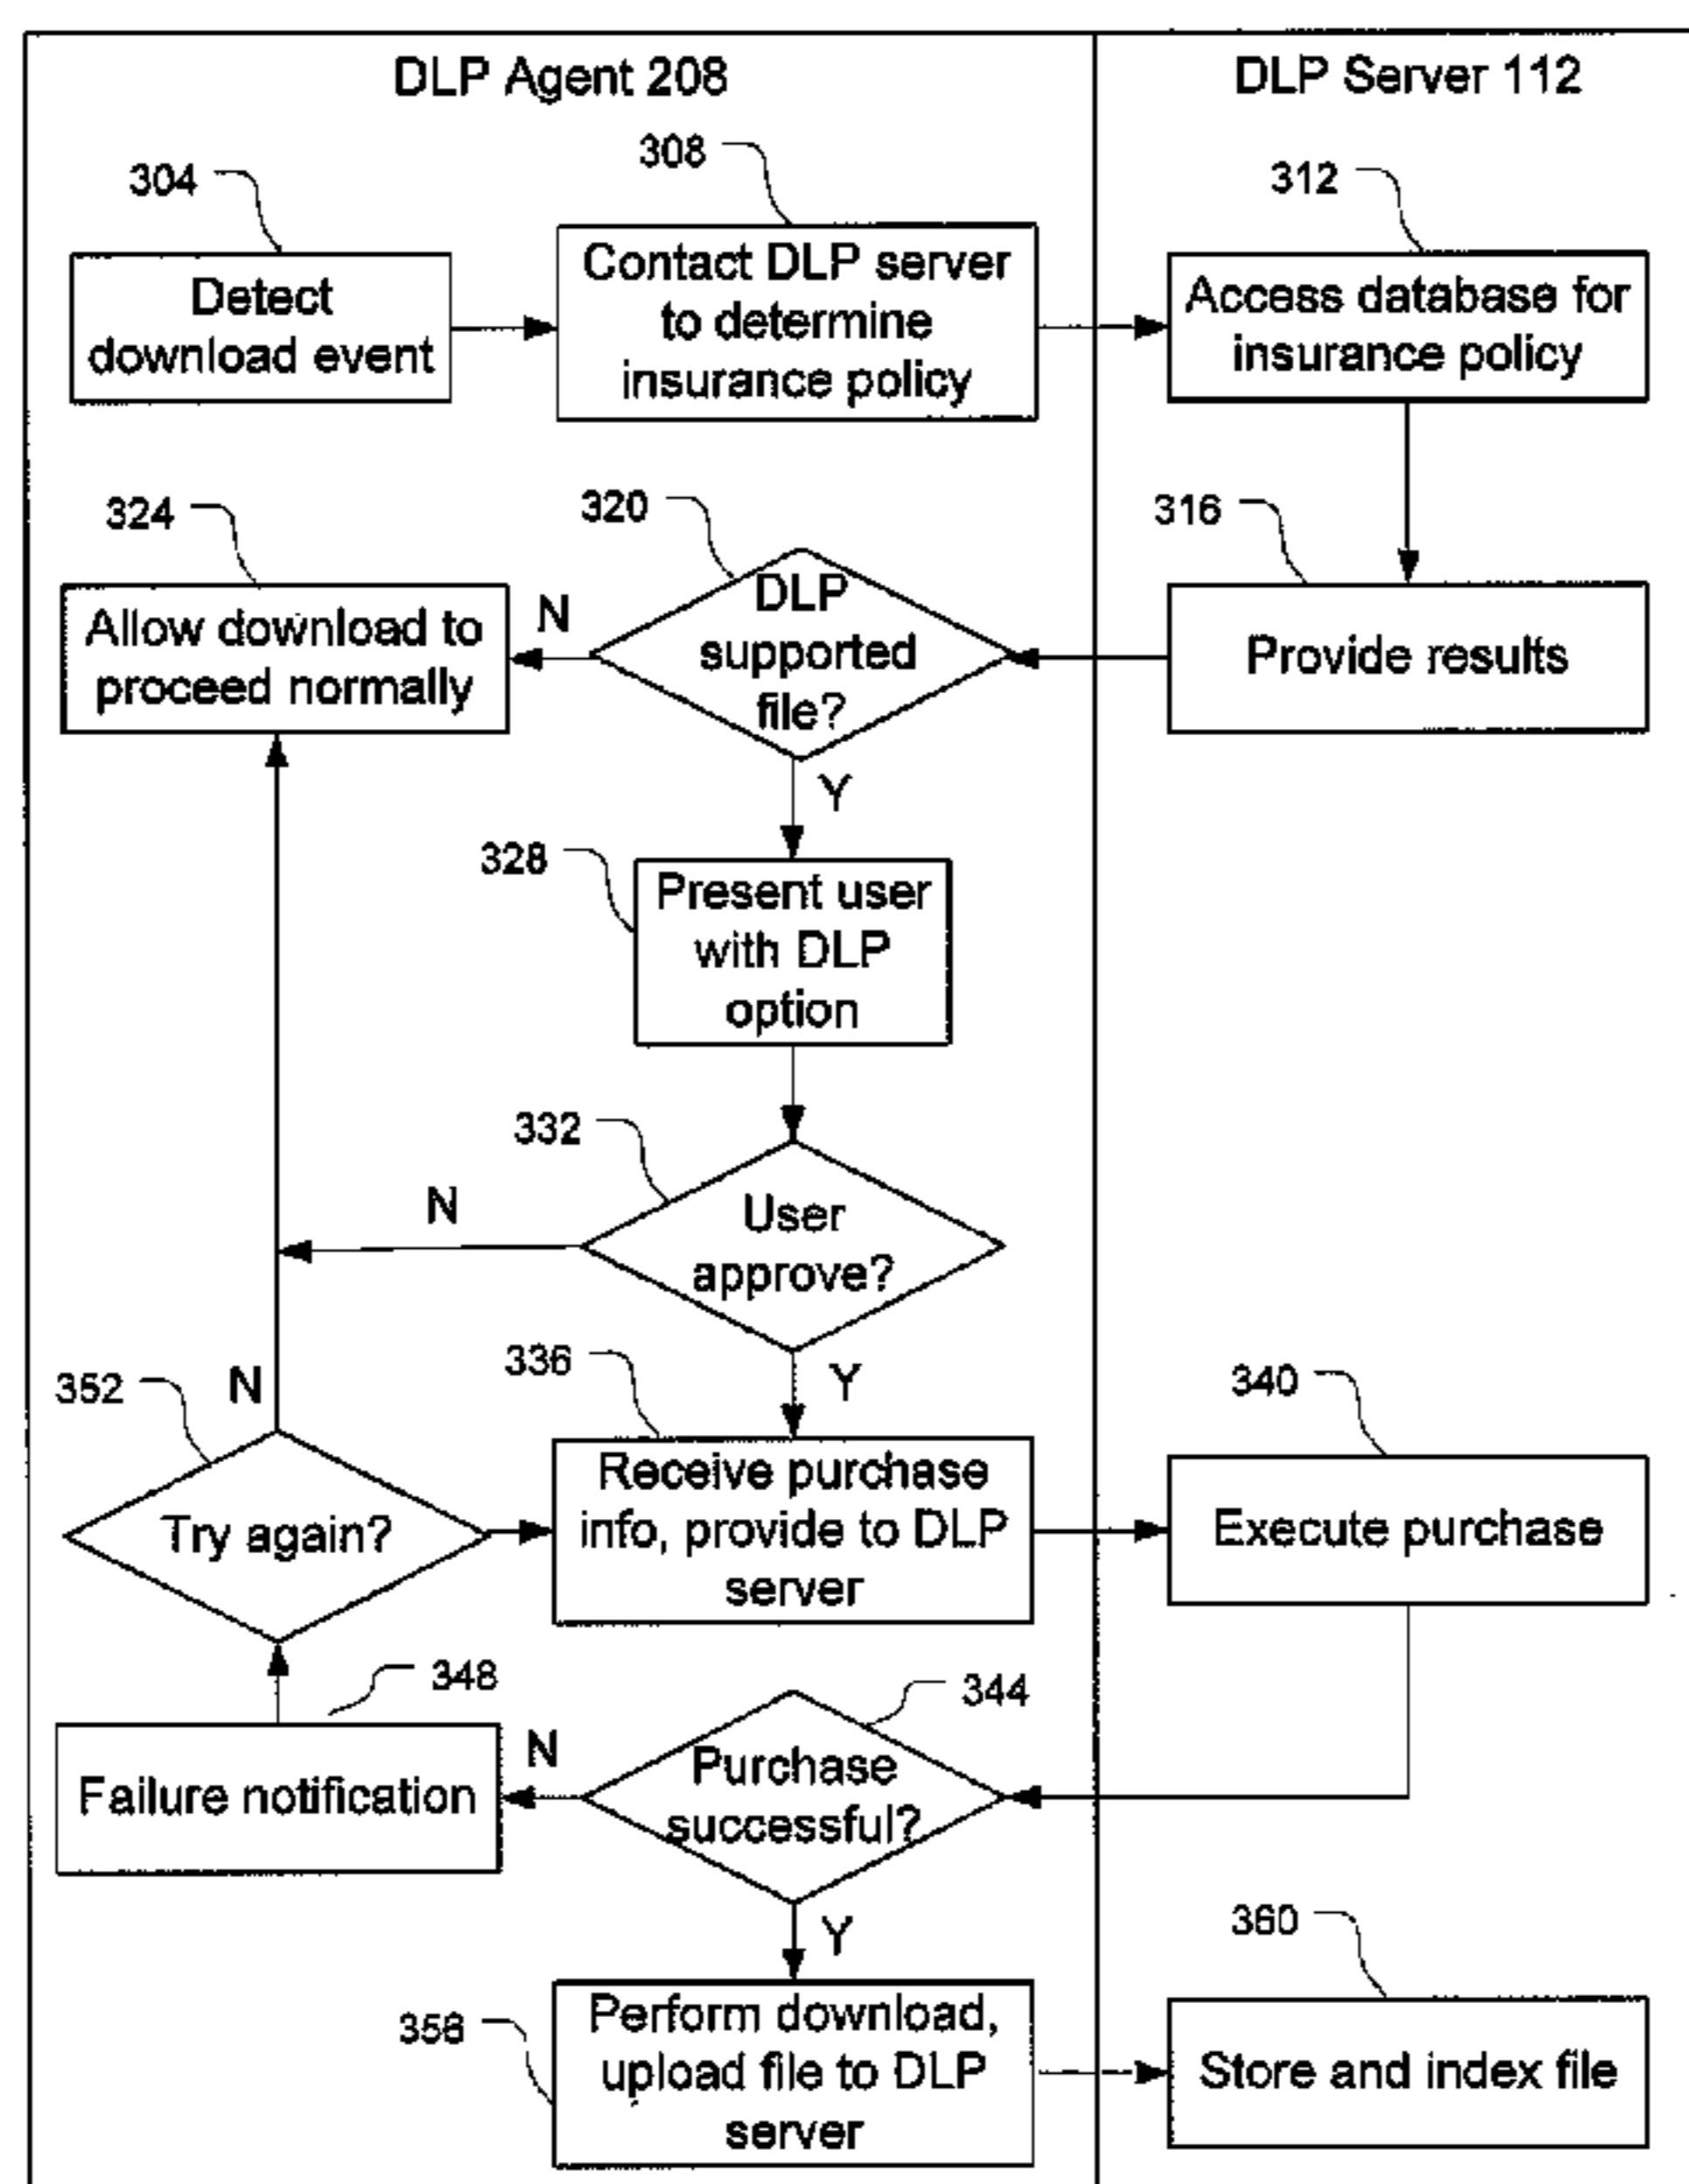 DLP Agent 208
DLP Server 112
304
308
312
Detect
download event
Contact DLP server
to determine
insurance policy
Access database for
insurance policy
324
320
316
Allow download to
proceed normally
N
DLP
supported
file?
Provide results
Y
328
Present user
with DLP
option
332
N
User
approve?
352
N
336
Y
340
Try again?
Receive purchase
info, provide to DLP
server
Execute purchase
348
344
Failure notification
N
Purchase
successful?
Y
360
356
Perform download,
upload file to DLP
server
Store and index file